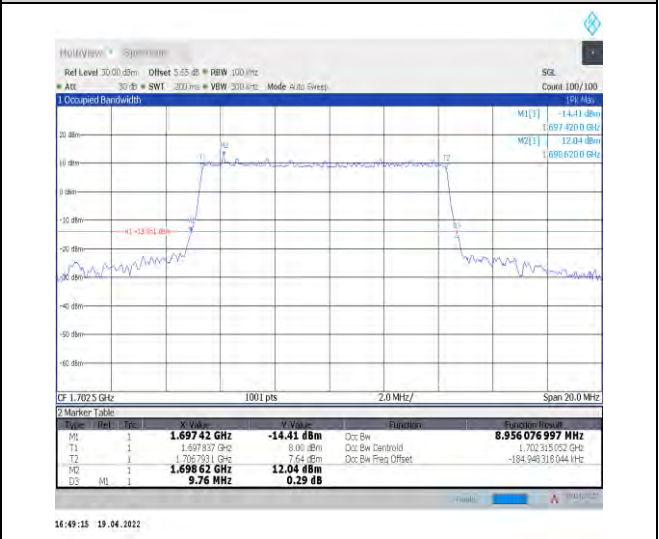 MultiView Spectrum
Ref Level 30.00 dBm Offset 5.65 dB RBW 100 kHz SGL
Att 30 dB SWT 200 ms VBW 300 kHz Mode Auto Sweep Count 100/100
1 Occupied Bandwidth 1Pk Max
M1[1] -14.41 dBm
1.697 420 0 GHz
M2[1] 12.04 dBm
1.698 620 0 GHz
20 dBm
M2
T1 T2
10 dBm
0 dBm
-10 dBm
D3
-20 dBm
-30 dBm
-40 dBm
-50 dBm
-60 dBm
CF 1.7025 GHz 1001 pts 2.0 MHz/ Span 20.0 MHz
2 Marker Table
Type Ref Trc X Value Y Value Function Function Result
M1 1 1.697 42 GHz -14.41 dBm Occ Bw 8.956 076 997 MHz
T1 1 1.697837 GHz 8.00 dBm Occ Bw Centroid 1.702315052 GHz
T2 1 1.7067931 GHz 7.64 dBm Occ Bw Freq Offset -184.948318044 kHz
M2 1 1.698 62 GHz 12.04 dBm
D3 M1 1 9.76 MHz 0.29 dB
16:49:15 19.04.2022